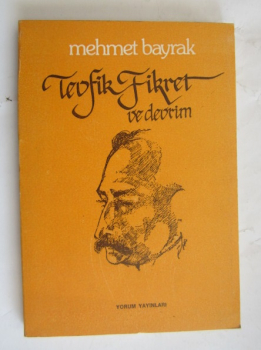 mehmet bayrak
Tevfik Fikret
ve devrim
YORUM YAYINLARI